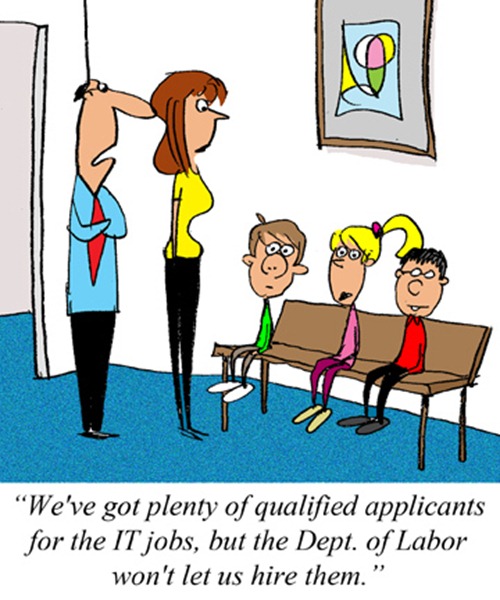 “We've got plenty of qualified applicants
for the IT jobs, but the Dept. of Labor
won't let us hire them.”